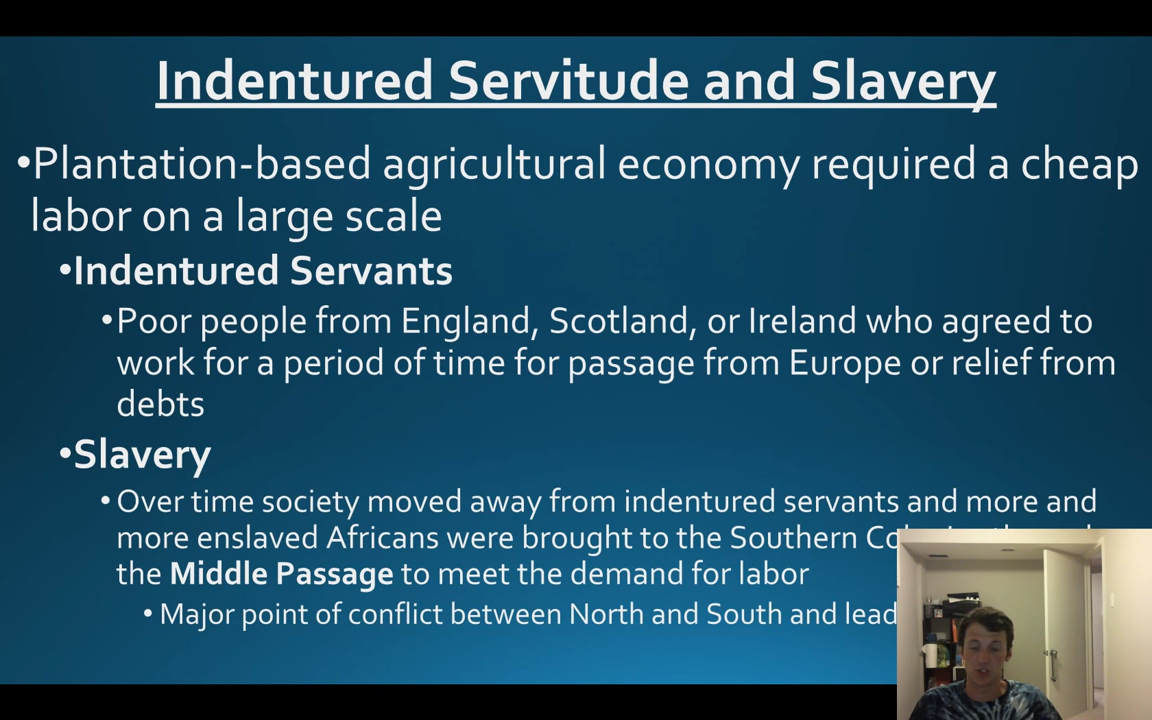 Indentured Servitude and Slavery
•Plantation-based agricultural economy required a cheap
labor on a large scale
•Indentured Servants
•Poor people from England, Scotland, or Ireland who agreed to
work for a period of time for passage from Europe or relief from
debts
•Slavery
•Over time society moved away from indentured servants and more and
more enslaved Africans were brought to the Southern
the Middle Passage to meet the demand for labor
•Major point of conflict between North and South and lead